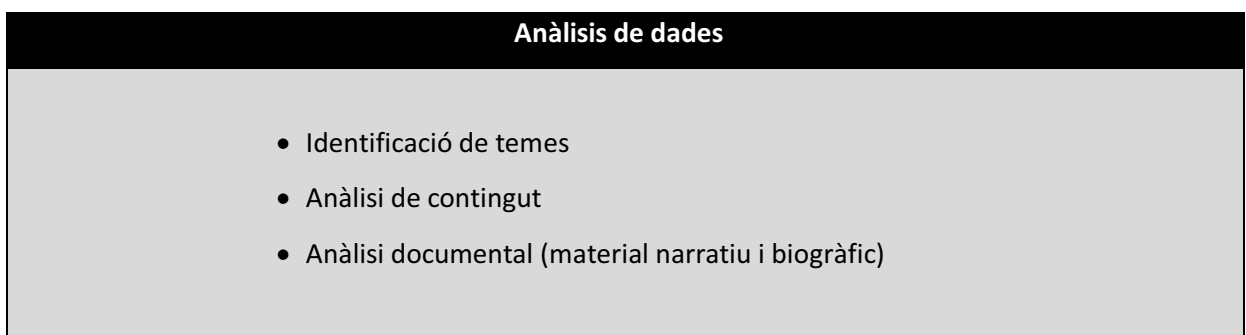 Anàlisis de dades
• Identificació de temes
• Anàlisi de contingut
• Anàlisi documental (material narratiu i biogràfic)